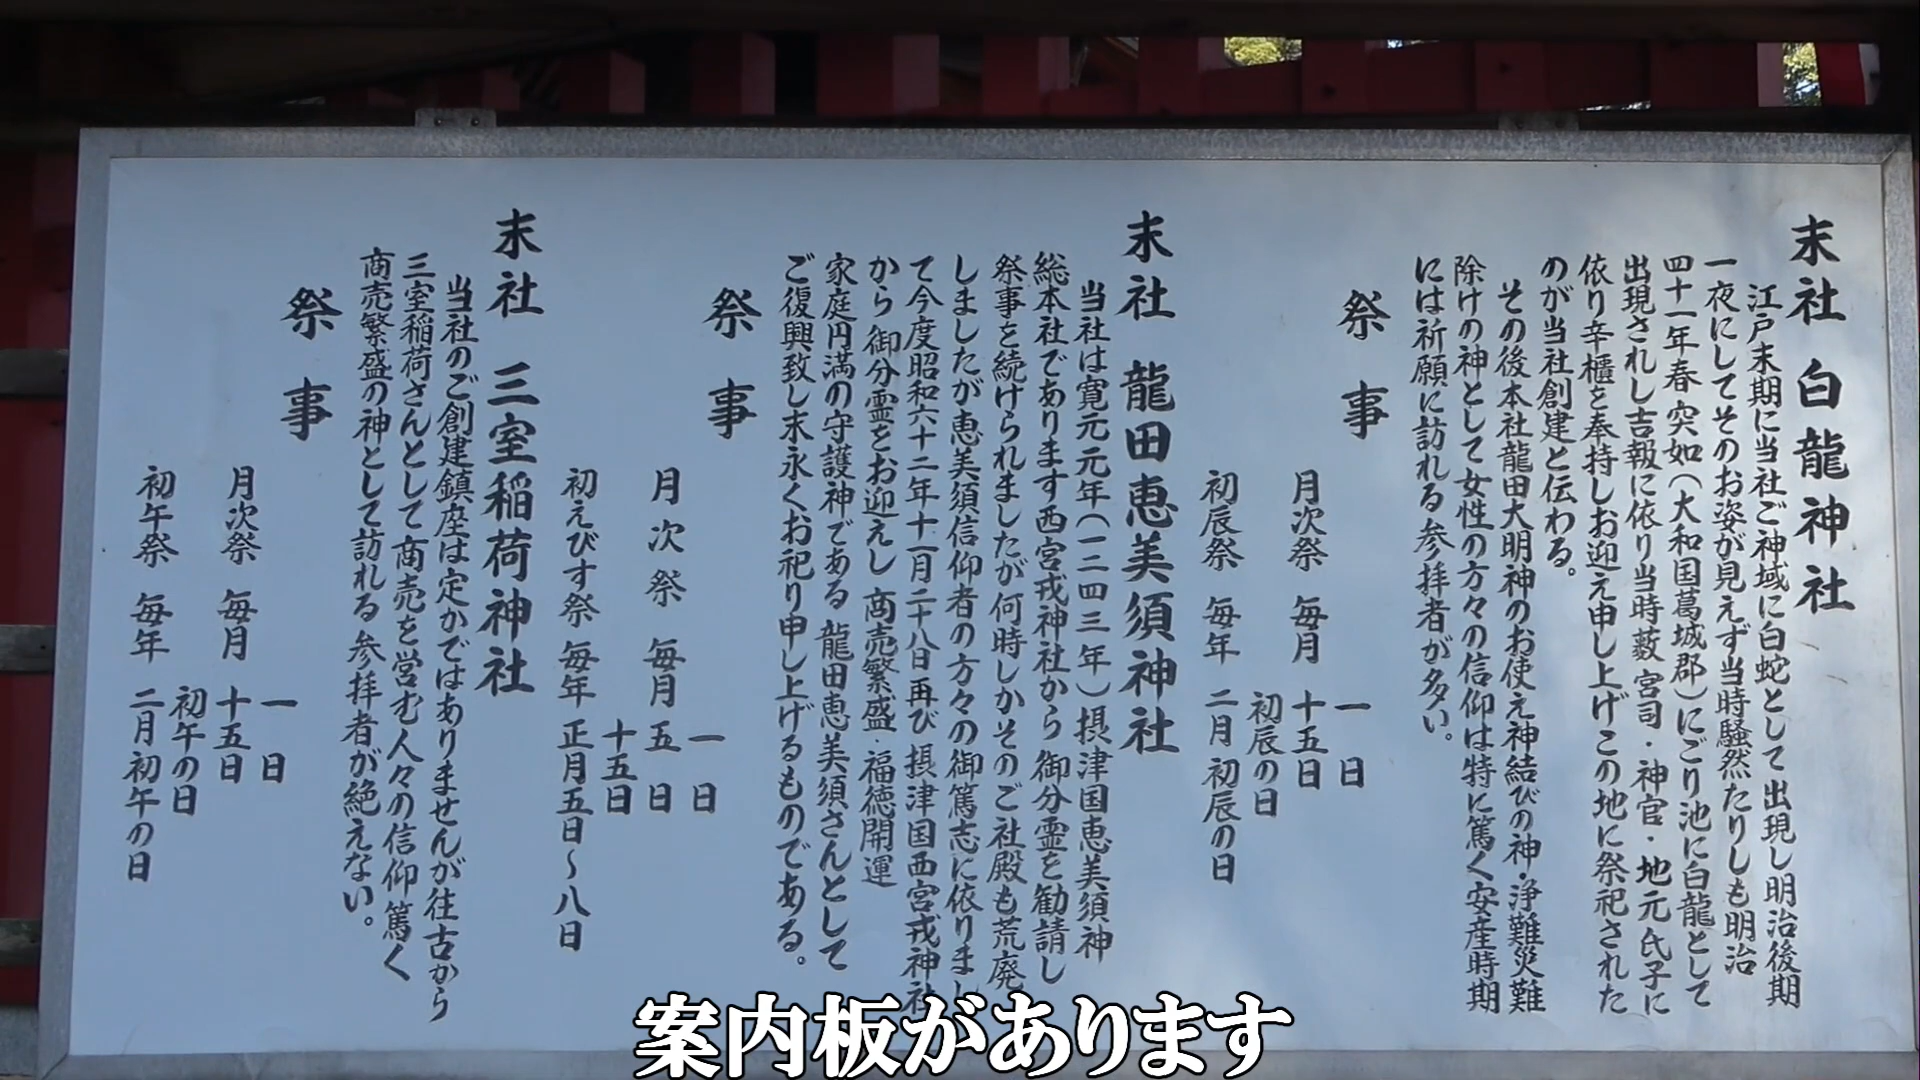 末社 白龍神社
江戸末期に当社ご神域に白蛇として出現し明治後期
一夜にしてそのお姿が見えず当時騒然たりしも明治
四十一年春・突如(大和国葛城郡)にごり池に白龍として
出現されし吉報に依り当時薮宮司・神官・地元氏子に
依り辛櫃を奉持しお迎え申し上げこの地に祭祀された
のが当社創建と伝わる。
その後本社龍田大明神のお使え神結びの神・浄難災難
除けの神として女性の方々の信仰は特に篤く安産時期
には祈願に訪れる参拝者が多い。
祭事
一日
月次祭 毎月 十五日
初辰の日
初辰祭 毎年 二月初辰の日
末社 龍田恵美須神社
当社は寛元元年(一二四三年)摂津国恵美須神
総本社であります西宮戎神社から御分霊を勧請し
祭事を続けられましたが何時しかそのご社殿も荒廃
しましたが恵美須信仰者の方々の御篤志に依りまし
て今度昭和六十二年十一月二十八日再び摂津国西宮戎神社
から御分霊をお迎えし商売繁盛・福徳開運
家庭円満の守護神である龍田恵美須さんとして
ご復興致し末永くお祀り申し上げるものである。
祭事
一日
月次祭 毎月 五日
十五日
初えびす祭 毎年 正月五日〜八日
末社 三室稲荷神社
当社のご創建鎮座は定かではありませんが往古から
三室稲荷さんとして商売を営む人々の信仰篤く
商売繁盛の神として訪れる参拝者が絶えない。
祭事
一日
月次祭 毎月 十五日
初午の日
初午祭 毎年 二月初午の日
案内板があります